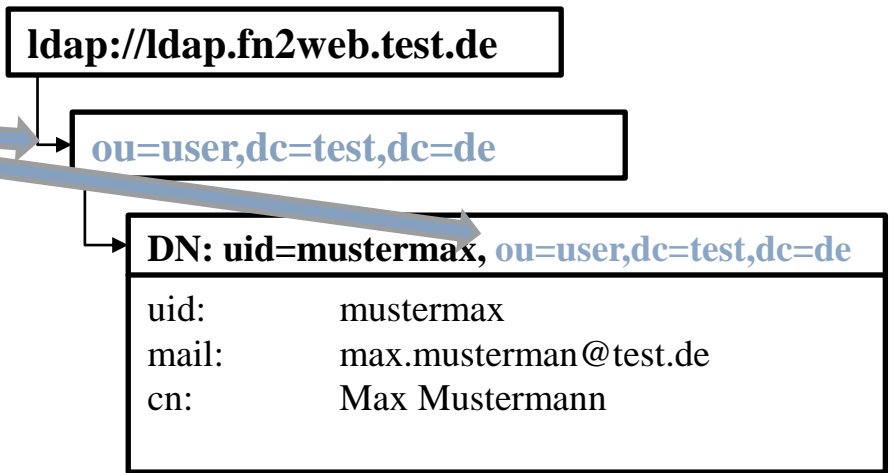 ldap://ldap.fn2web.test.de
ou=user,dc=test,dc=de
DN: uid=mustermax, ou=user,dc=test,dc=de
uid: mustermax
mail: max.musterman@test.de
cn: Max Mustermann